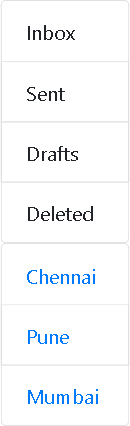 Inbox
Sent
Drafts
Deleted
Chennai
Pune
Mumbai